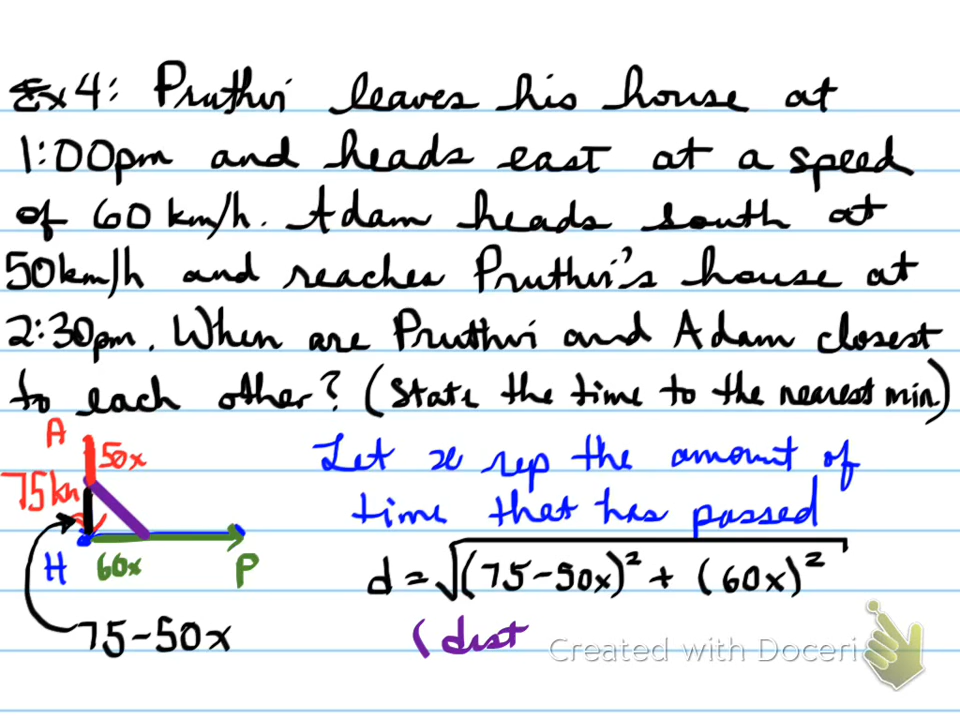 Ex 4: Pruthvi leaves his house at
1:00pm and heads east at a speed
of 60 km/h. Adam heads south at
50km/h and reaches Pruthvi's house at
2:30pm. When are Pruthvi and Adam closest
to each other? (State the time to the nearest min.)
A
50x
Let x rep the amount of
75km
time that has passed
H 60x P
d = √(75-50x)² + (60x)²
75-50x
(dist
Created with Doceri